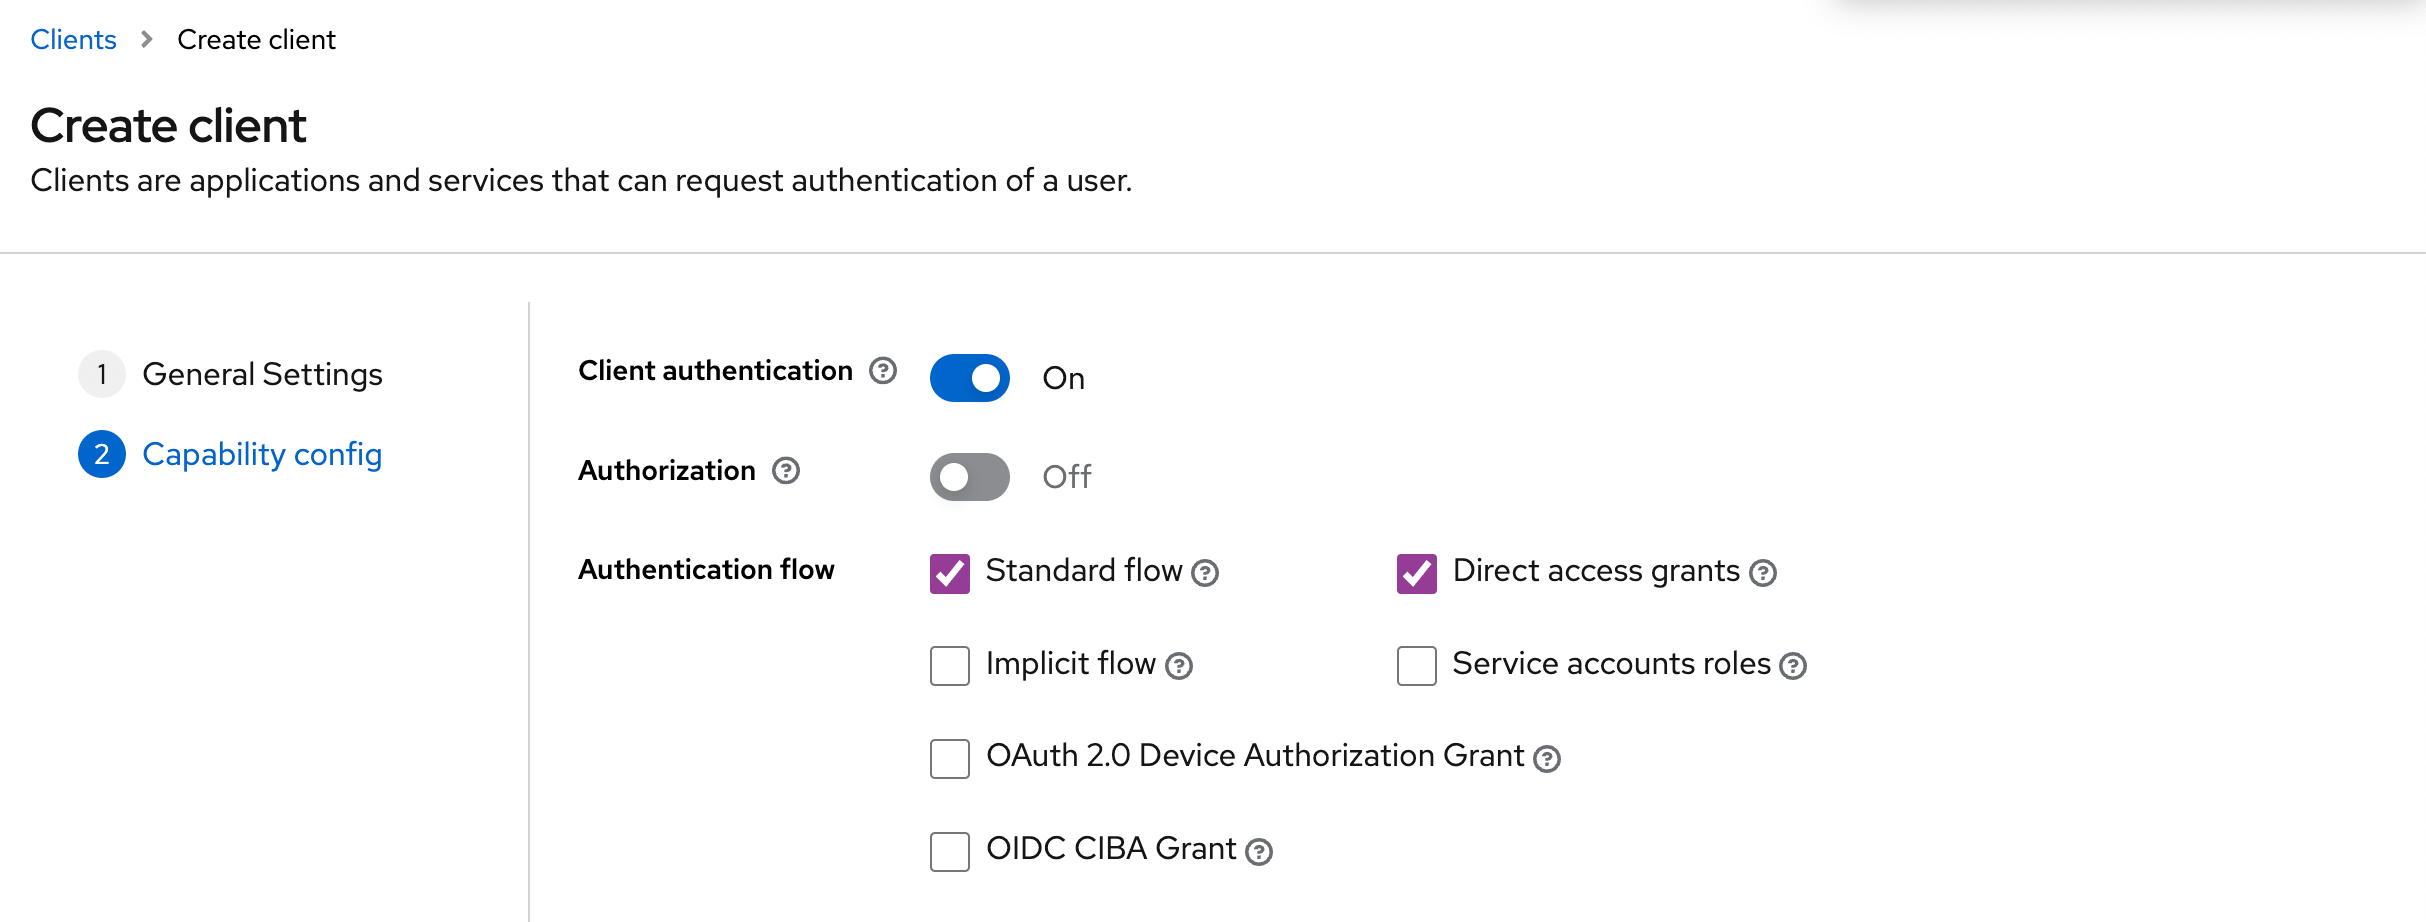 Clients > Create client
Create client
Clients are applications and services that can request authentication of a user.
1 General Settings
2 Capability config
Client authentication ? On
Authorization ? Off
Authentication flow Standard flow ? Direct access grants ?
Implicit flow ? Service accounts roles ?
OAuth 2.0 Device Authorization Grant ?
OIDC CIBA Grant ?